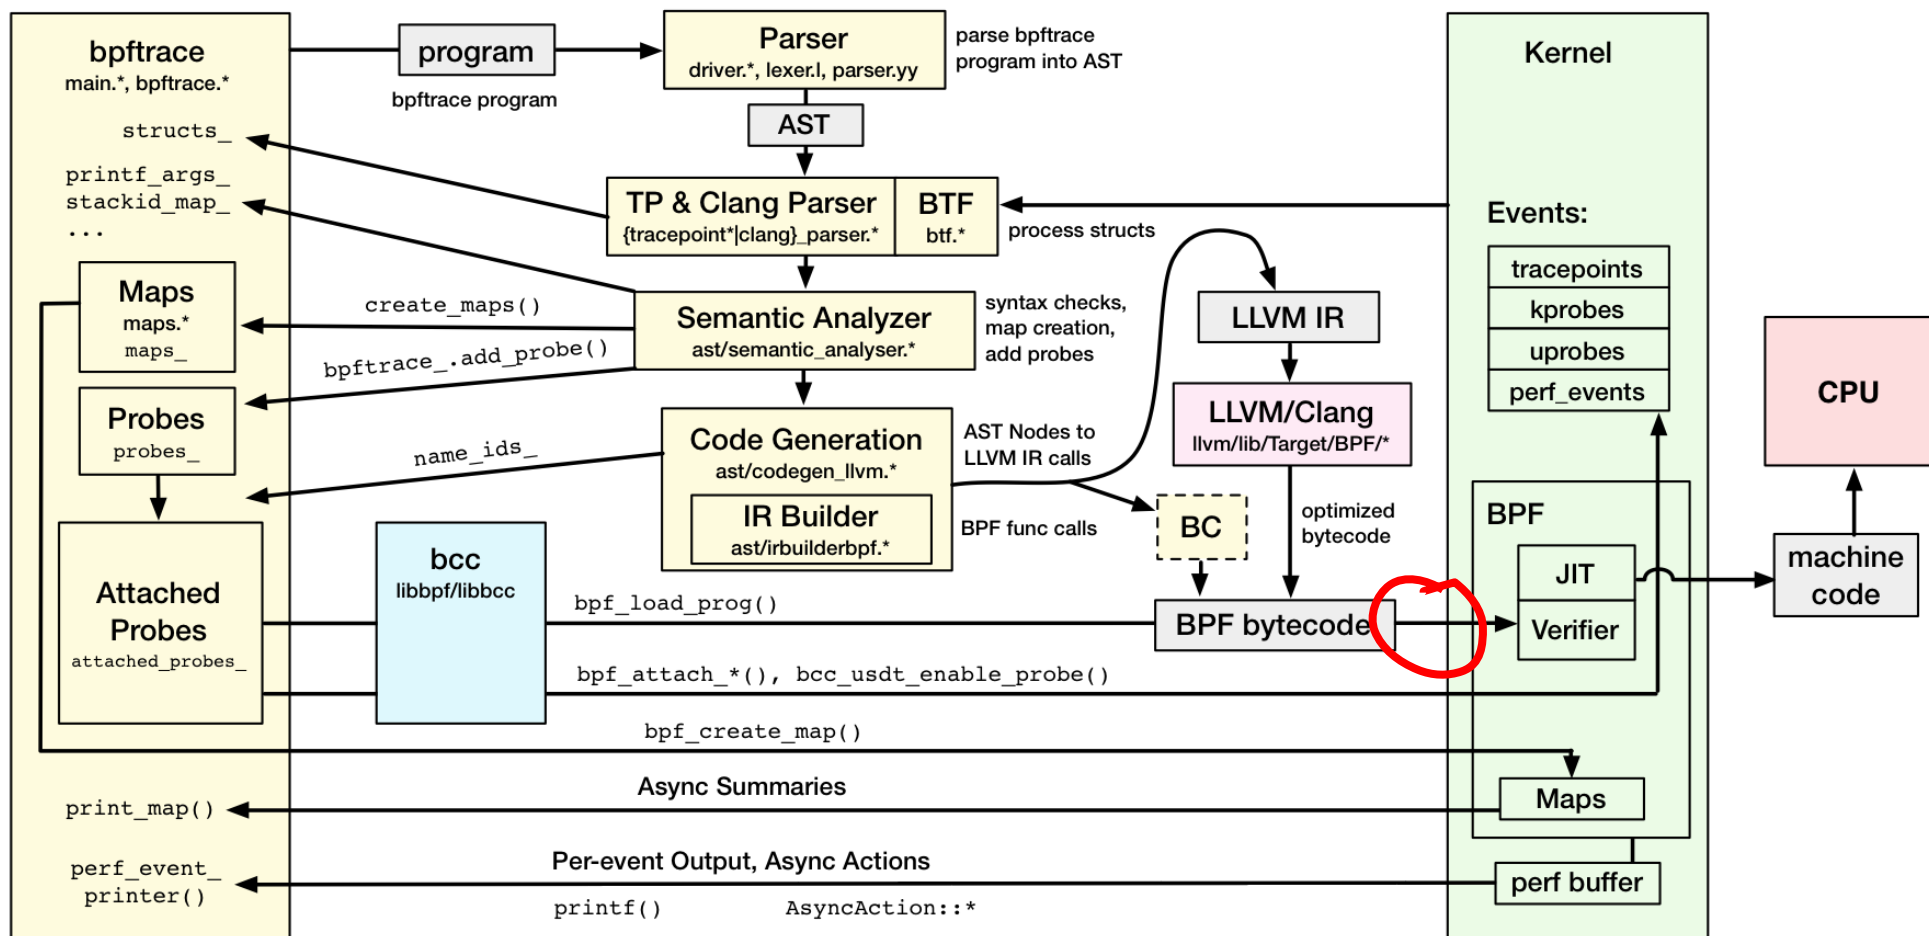 bpftrace
main.*, bpftrace.*
structs_
printf_args_
stackid_map_
...
Maps
maps.*
maps_
Probes
probes_
Attached
Probes
attached_probes_
print_map()
perf_event_
printer()
program
bpftrace program
Parser
driver.*, lexer.l, parser.yy
parse bpftrace
program into AST
AST
TP & Clang Parser
{tracepoint*|clang}_parser.*
BTF
btf.*
process structs
create_maps()
bpftrace_.add_probe()
name_ids_
Semantic Analyzer
ast/semantic_analyser.*
syntax checks,
map creation,
add probes
Code Generation
ast/codegen_llvm.*
IR Builder
ast/irbuilderbpf.*
AST Nodes to
LLVM IR calls
BPF func calls
LLVM IR
LLVM/Clang
llvm/lib/Target/BPF/*
BC
optimized
bytecode
bcc
libbpf/libbcc
bpf_load_prog()
BPF bytecode
bpf_attach_*(), bcc_usdt_enable_probe()
bpf_create_map()
Async Summaries
Per-event Output, Async Actions
printf()
AsyncAction::*
Kernel
Events:
tracepoints
kprobes
uprobes
perf_events
BPF
JIT
Verifier
Maps
perf buffer
CPU
machine
code